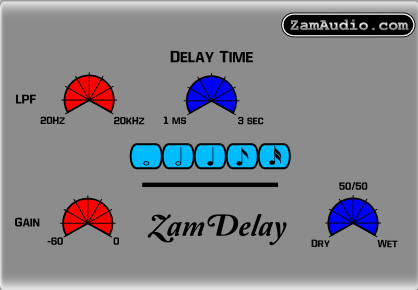 ZamAudio.com
DELAY TIME
LPF
20HZ
20KHZ
1 MS
3 SEC
50/50
GAIN
-60
0
ZamDelay
DRY
WET